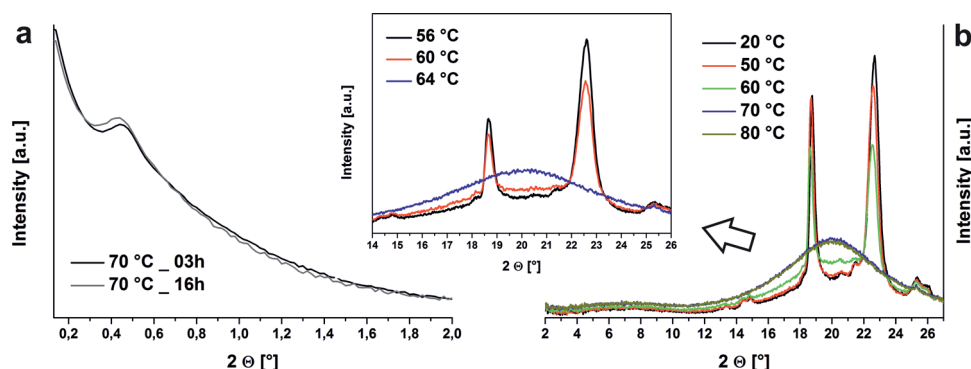 a
Intensity [a.u.]
70 °C _ 03h
70 °C _ 16h
0,2 0,4 0,6 0,8 1,0 1,2 1,4 1,6 1,8 2,0
2 Θ [°]
56 °C
60 °C
64 °C
Intensity [a.u.]
14 15 16 17 18 19 20 21 22 23 24 25 26
2 Θ [°]
b
20 °C
50 °C
60 °C
70 °C
80 °C
Intensity [a.u.]
2 4 6 8 10 12 14 16 18 20 22 24 26
2 Θ [°]